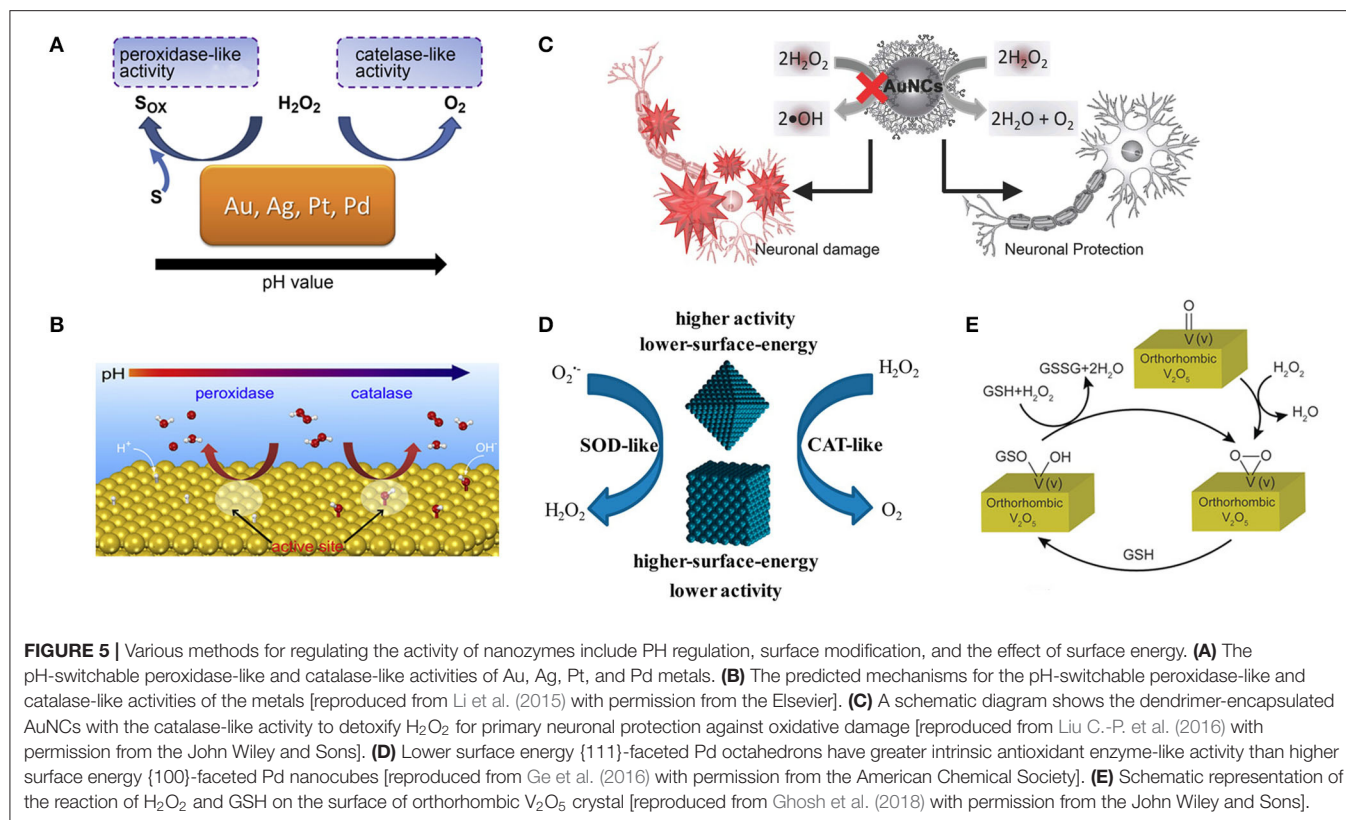 A
peroxidase-like
activity
catelase-like
activity
SOX
H2O2
O2
S
Au, Ag, Pt, Pd
pH value
B
pH
peroxidase
catalase
H+
OH-
active site
C
2H2O2
2H2O2
AuNCs
2•OH
2H2O + O2
Neuronal damage
Neuronal Protection
D
higher activity
lower-surface-energy
O2•-
H2O2
SOD-like
CAT-like
H2O2
O2
higher-surface-energy
lower activity
E
O
V (v)
Orthorhombic
V2O5
GSSG+2H2O
GSH+H2O2
H2O2
H2O
GSO
OH
V (v)
Orthorhombic
V2O5
O
O
V (v)
Orthorhombic
V2O5
GSH
FIGURE 5 | Various methods for regulating the activity of nanozymes include PH regulation, surface modification, and the effect of surface energy. (A) The
pH-switchable peroxidase-like and catalase-like activities of Au, Ag, Pt, and Pd metals. (B) The predicted mechanisms for the pH-switchable peroxidase-like and
catalase-like activities of the metals [reproduced from Li et al. (2015) with permission from the Elsevier]. (C) A schematic diagram shows the dendrimer-encapsulated
AuNCs with the catalase-like activity to detoxify H2O2 for primary neuronal protection against oxidative damage [reproduced from Liu C.-P. et al. (2016) with
permission from the John Wiley and Sons]. (D) Lower surface energy {111}-faceted Pd octahedrons have greater intrinsic antioxidant enzyme-like activity than higher
surface energy {100}-faceted Pd nanocubes [reproduced from Ge et al. (2016) with permission from the American Chemical Society]. (E) Schematic representation of
the reaction of H2O2 and GSH on the surface of orthorhombic V2O5 crystal [reproduced from Ghosh et al. (2018) with permission from the John Wiley and Sons].